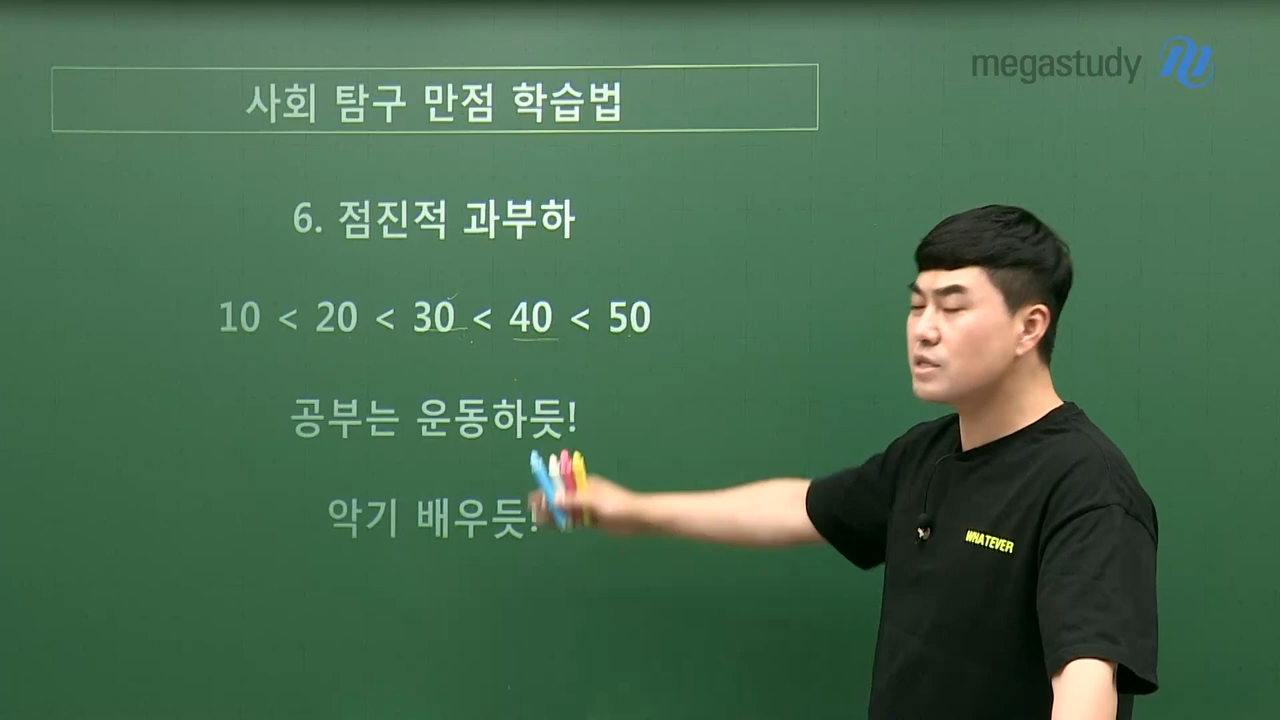 megastudy
사회 탐구 만점 학습법
6. 점진적 과부하
10 < 20 < 30 < 40 < 50
공부는 운동하듯!
악기 배우듯!
WHATEVER